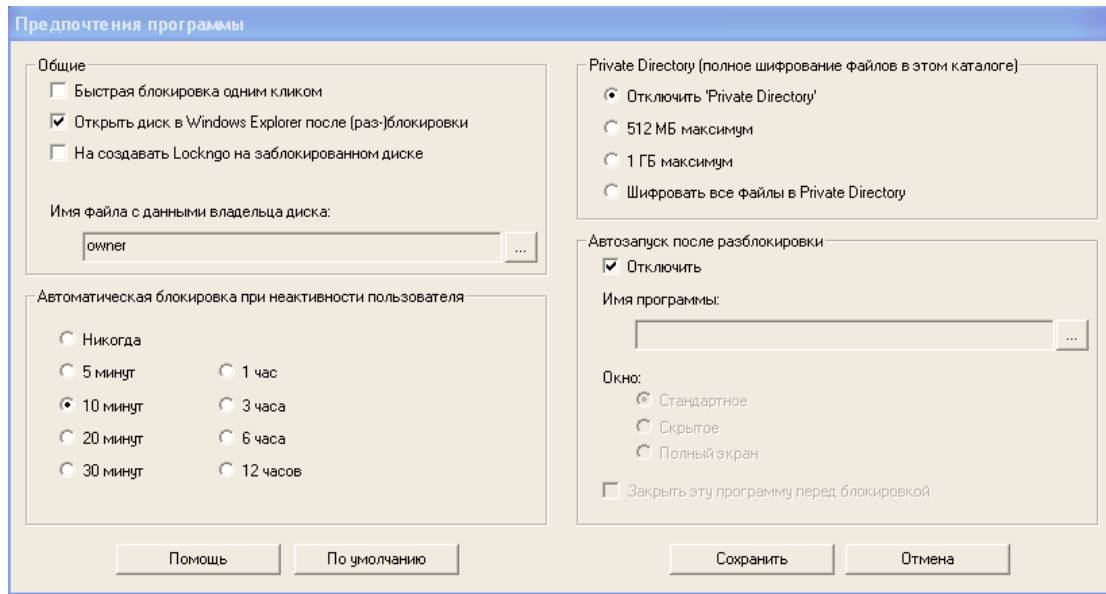 Предпочтения программы
Общие
Быстрая блокировка одним кликом
Открыть диск в Windows Explorer после (раз-)блокировки
На создавать Lockngo на заблокированном диске
Имя файла с данными владельца диска:
owner
...
Автоматическая блокировка при неактивности пользователя
Никогда
5 минут
1 час
10 минут
3 часа
20 минут
6 часа
30 минут
12 часов
Private Directory (полное шифрование файлов в этом каталоге)
Отключить 'Private Directory'
512 МБ максимум
1 ГБ максимум
Шифровать все файлы в Private Directory
Автозапуск после разблокировки
Отключить
Имя программы:
...
Окно:
Стандартное
Скрытое
Полный экран
Закрыть эту программу перед блокировкой
Помощь
По умолчанию
Сохранить
Отмена